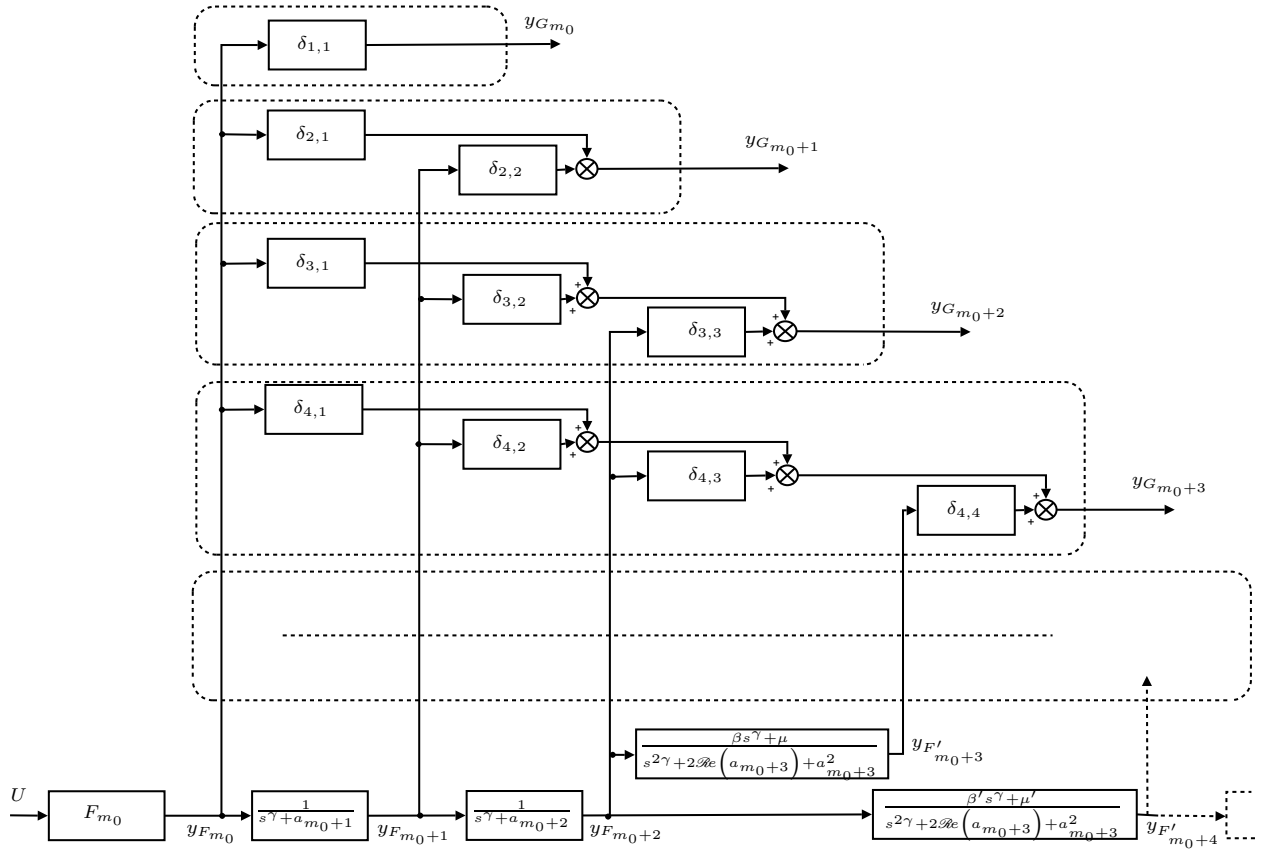 y_{G_{m_0}}
δ_{1,1}
δ_{2,1}
y_{G_{m_0+1}}
δ_{2,2}
δ_{3,1}
+
δ_{3,2}
+
y_{G_{m_0+2}}
+
δ_{3,3}
+
δ_{4,1}
+
δ_{4,2}
+
+
δ_{4,3}
+
y_{G_{m_0+3}}
+
δ_{4,4}
+
\frac{βs^γ+μ}{s^{2γ}+2ℛe(a_{m_0+3})+a^2_{m_0+3}}
y_{F'_{m_0+3}}
U
F_{m_0}
y_{F_{m_0}}
\frac{1}{s^γ+a_{m_0+1}}
y_{F_{m_0+1}}
\frac{1}{s^γ+a_{m_0+2}}
y_{F_{m_0+2}}
\frac{β's^γ+μ'}{s^{2γ}+2ℛe(a_{m_0+3})+a^2_{m_0+3}}
y_{F'_{m_0+4}}